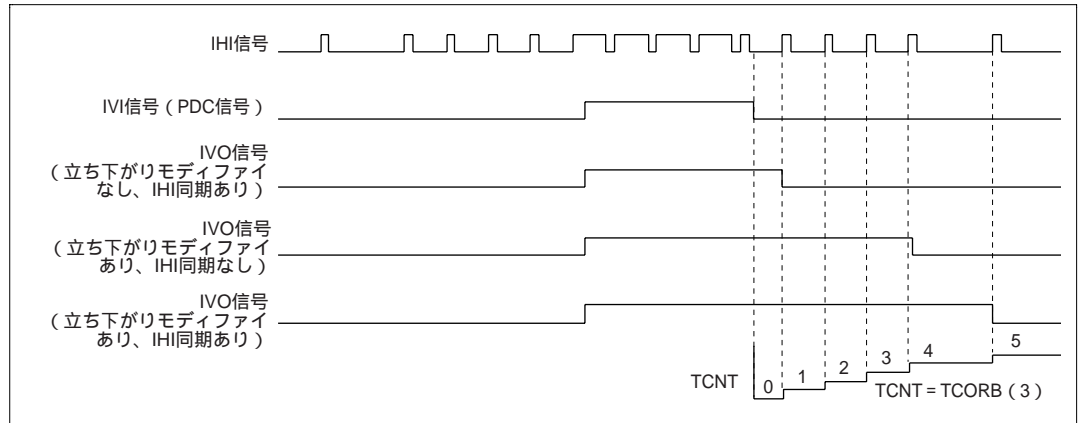 IHI信号
IVI信号（PDC信号）
IVO信号
（立ち下がりモディファイ
なし、IHI同期あり）
IVO信号
（立ち下がりモディファイ
あり、IHI同期なし）
IVO信号
（立ち下がりモディファイ
あり、IHI同期あり）
TCNT
0
1
2
3
4
5
TCNT = TCORB（3）